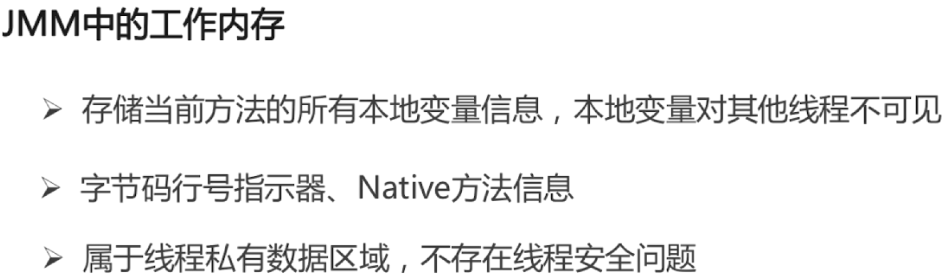 JMM中的工作内存
➢ 存储当前方法的所有本地变量信息，本地变量对其他线程不可见
➢ 字节码行号指示器、Native方法信息
➢ 属于线程私有数据区域，不存在线程安全问题